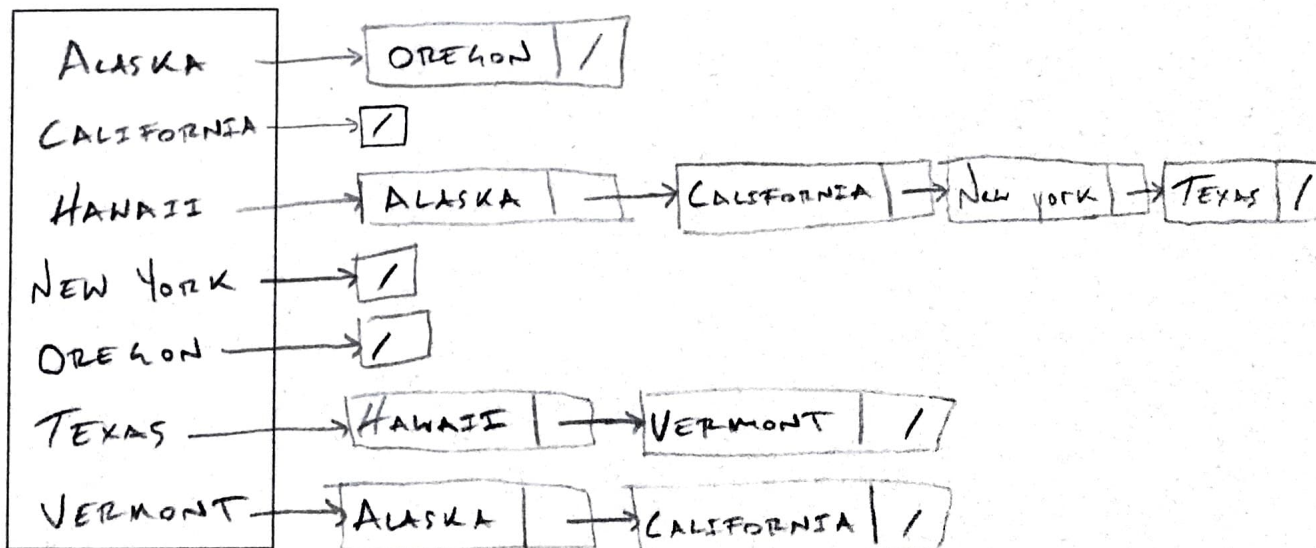 ALASKA OREGON /
CALIFORNIA /
HAWAII ALASKA CALIFORNIA NEW YORK TEXAS /
NEW YORK /
OREGON /
TEXAS HAWAII VERMONT /
VERMONT ALASKA CALIFORNIA /